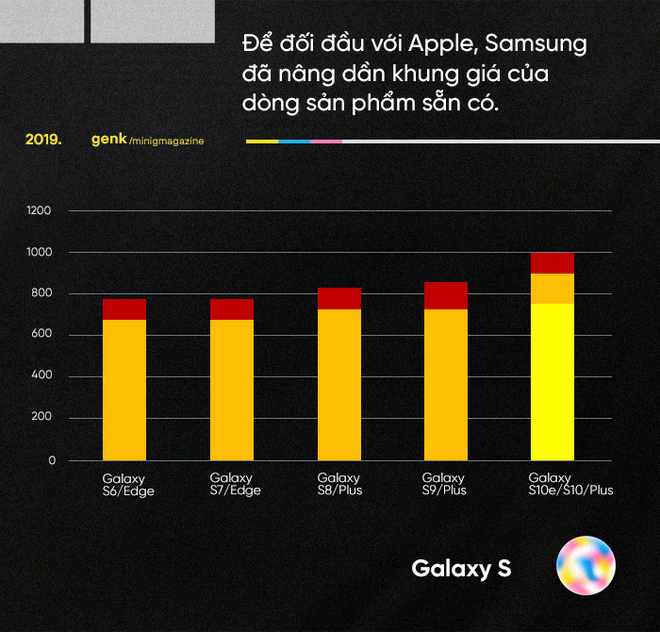 Để đối đầu với Apple, Samsung
đã nâng dần khung giá của
dòng sản phẩm sẵn có.
2019. genk/minigmagazine
1200
1000
800
600
400
200
0
Galaxy
S6/Edge
Galaxy
S7/Edge
Galaxy
S8/Plus
Galaxy
S9/Plus
Galaxy
S10e/S10/Plus
Galaxy S